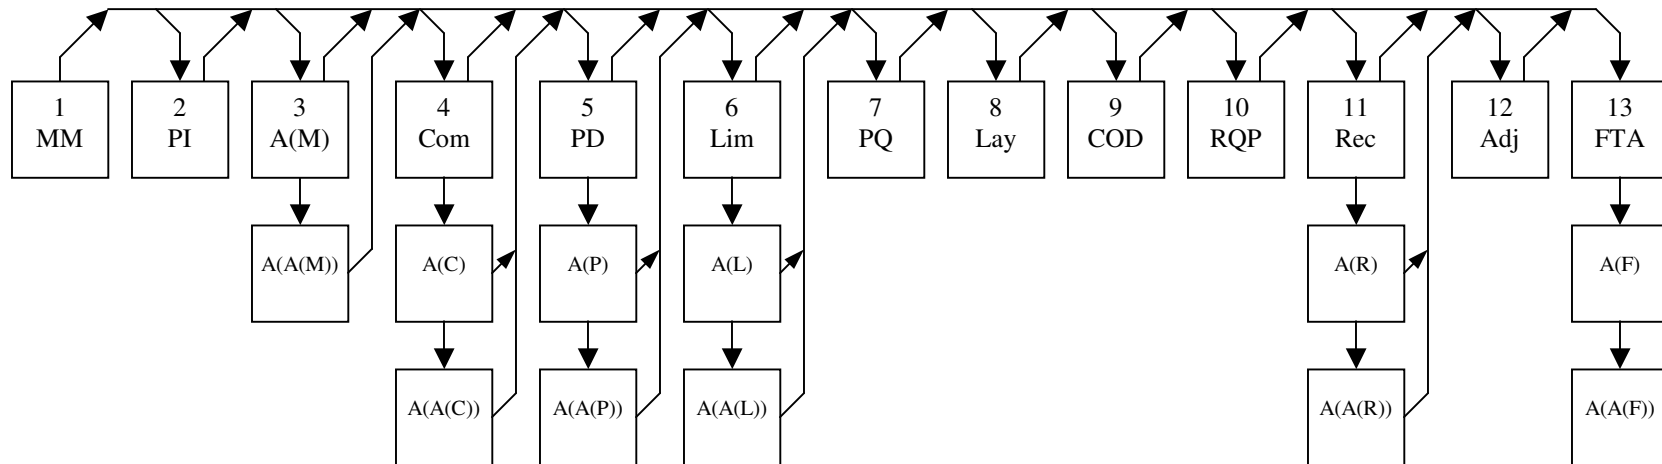 1
MM
2
PI
3
A(M)
4
Com
5
PD
6
Lim
7
PQ
8
Lay
9
COD
10
RQP
11
Rec
12
Adj
13
FTA
A(A(M))
A(C)
A(P)
A(L)
A(R)
A(F)
A(A(C))
A(A(P))
A(A(L))
A(A(R))
A(A(F))